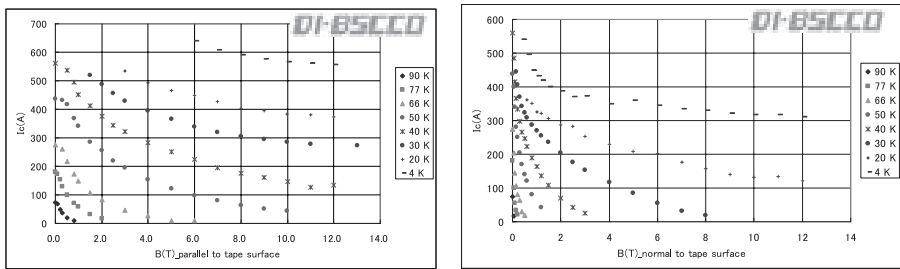 DI-BSCCO
700
600
500
400
300
200
100
0
Ic(A)
0.0 2.0 4.0 6.0 8.0 10.0 12.0 14.0
B(T)_parallel to tape surface
90 K
77 K
66 K
50 K
40 K
30 K
20 K
4 K
DI-BSCCO
600
500
400
300
200
100
0
Ic(A)
0 2 4 6 8 10 12 14
B(T)_normal to tape surface
90 K
77 K
66 K
50 K
40 K
30 K
20 K
4 K